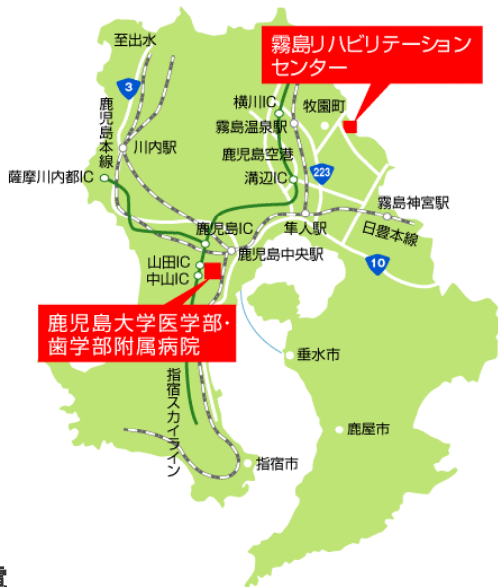 至出水
霧島リハビリテーション
センター
3
鹿児島本線
横川IC
牧園町
霧島温泉駅
川内駅
鹿児島空港
223
薩摩川内都IC
溝辺IC
霧島神宮駅
隼人駅
鹿児島IC
日豊本線
鹿児島中央駅
山田IC
10
中山IC
鹿児島大学医学部・
歯学部附属病院
垂水市
指宿スカイライン
鹿屋市
指宿市